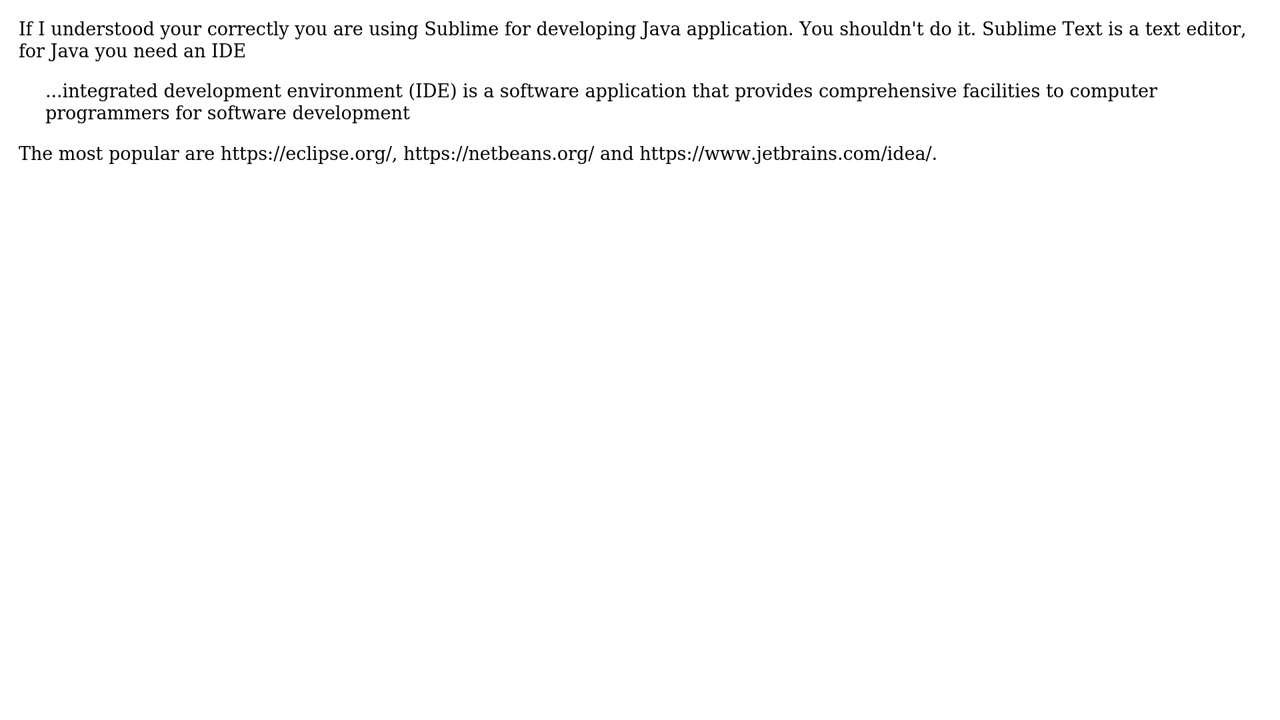 If I understood your correctly you are using Sublime for developing Java application. You shouldn't do it. Sublime Text is a text editor,
for Java you need an IDE
...integrated development environment (IDE) is a software application that provides comprehensive facilities to computer
programmers for software development
The most popular are https://eclipse.org/, https://netbeans.org/ and https://www.jetbrains.com/idea/.